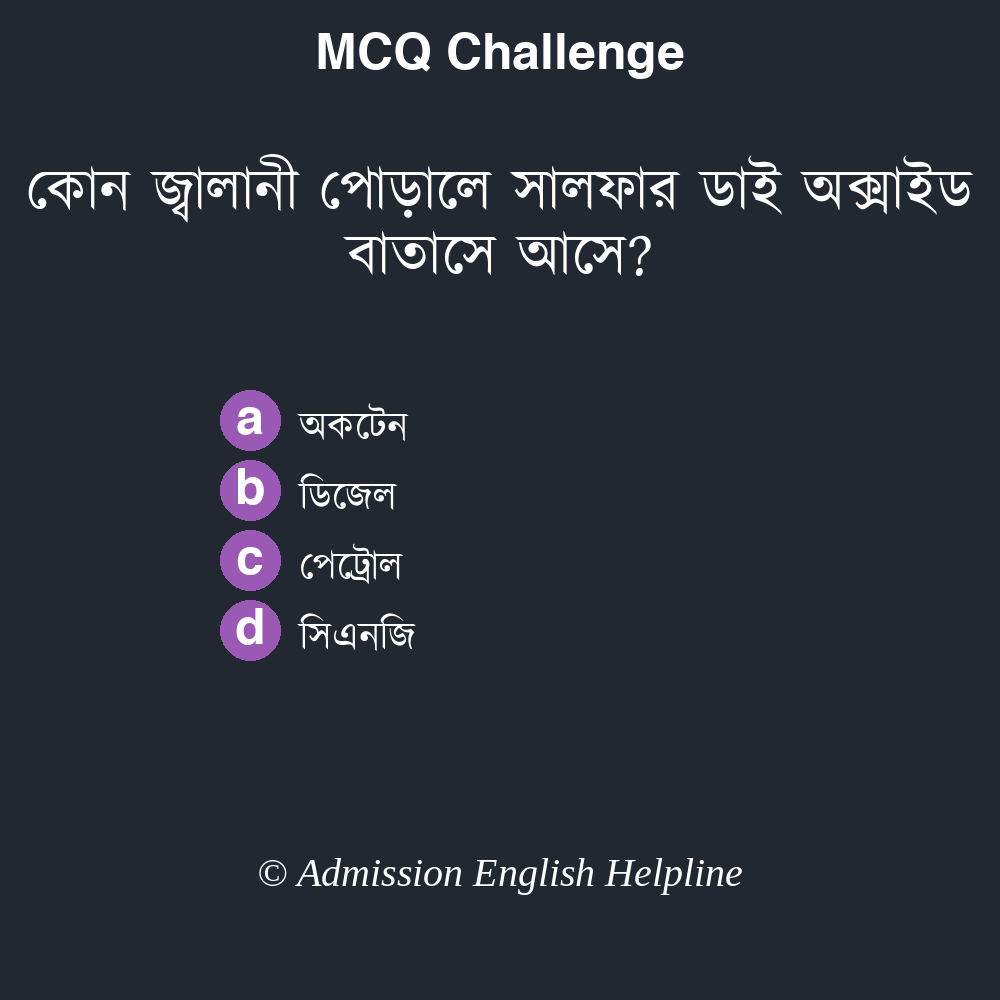 MCQ Challenge
কোন জ্বালানী পোড়ালে সালফার ডাই অক্সাইড
বাতাসে আসে?
a অকটেন
b ডিজেল
c পেট্রোল
d সিএনজি
© Admission English Helpline